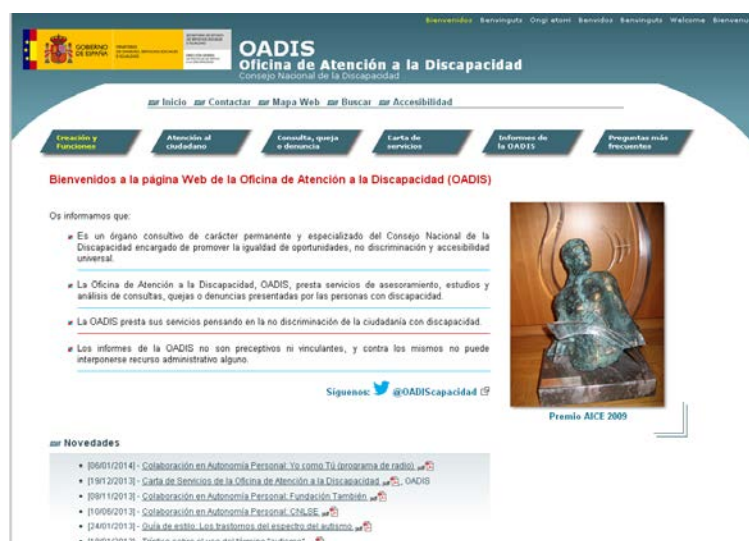 Bienvenidos Benvinguts Ongi etorri Benvidos Benvinguts Welcome Bienvenu
GOBIERNO
DE ESPAÑA
OADIS
Oficina de Atención a la Discapacidad
Consejo Nacional de la Discapacidad
Inicio Contactar Mapa Web Buscar Accesibilidad
Creación y
Funciones
Atención al
ciudadano
Consulta, queja
o denuncia
Carta de
servicios
Informes de
la OADIS
Preguntas más
frecuentes
Bienvenidos a la página Web de la Oficina de Atención a la Discapacidad (OADIS)
Os informamos que:
Es un órgano consultivo de carácter permanente y especializado del Consejo Nacional de la
Discapacidad encargado de promover la igualdad de oportunidades, no discriminación y accesibilidad
universal.
La Oficina de Atención a la Discapacidad, OADIS, presta servicios de asesoramiento, estudios y
análisis de consultas, quejas o denuncias presentadas por las personas con discapacidad.
La OADIS presta sus servicios pensando en la no discriminación de la ciudadanía con discapacidad.
Los informes de la OADIS no son preceptivos ni vinculantes, y contra los mismos no puede
interponerse recurso administrativo alguno.
Síguenos: @OADIScapacidad
Premio AICE 2009
Novedades
[06/01/2014] - Colaboración en Autonomía Personal: Yo como Tú (programa de radio)
[19/12/2013] - Carta de Servicios de la Oficina de Atención a la Discapacidad , OADIS
[08/11/2013] - Colaboración en Autonomía Personal: Fundación También
[10/06/2013] - Colaboración en Autonomía Personal: CNLSE
[24/01/2013] - Guía de estilo: Los trastornos del espectro del autismo